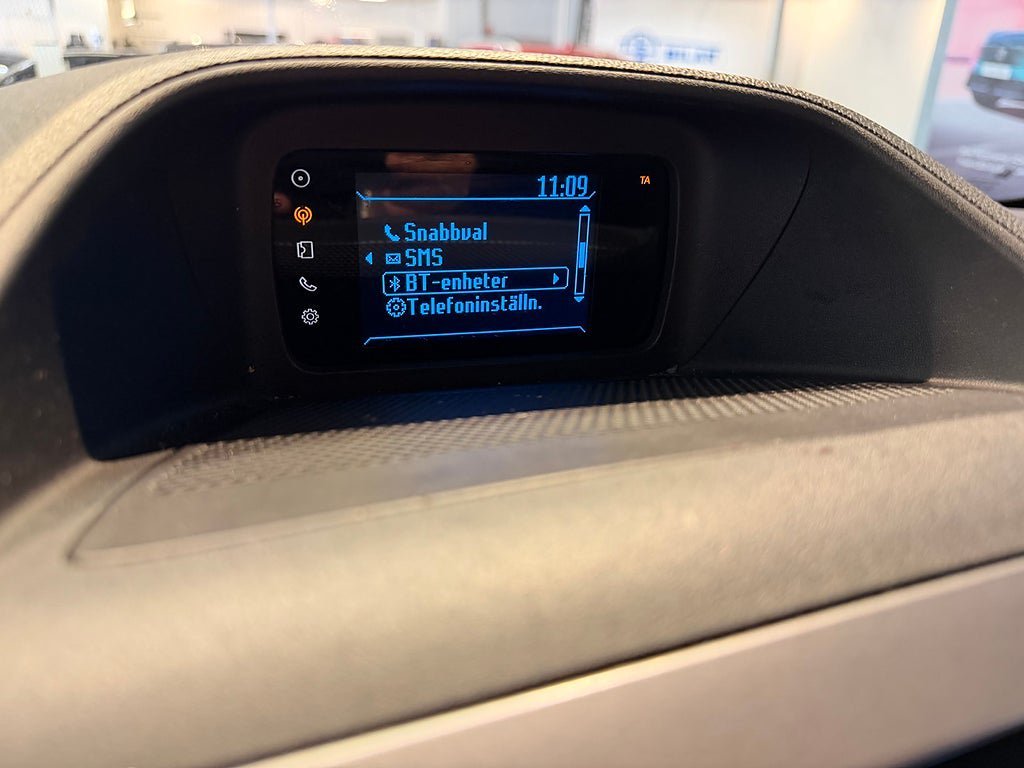 11:09
TA
Snabbval
SMS
BT-enheter
Telefoninställn.